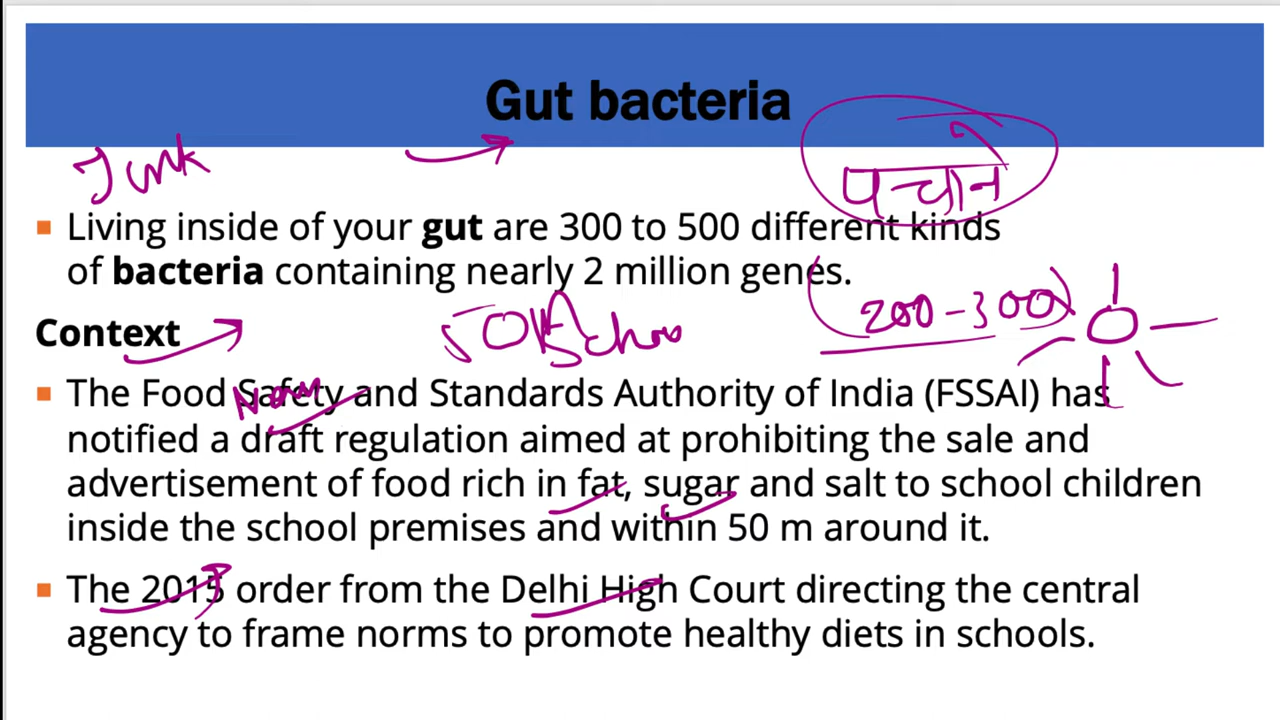 Gut bacteria
Junk
पचाने
▪ Living inside of your gut are 300 to 500 different kinds
of bacteria containing nearly 2 million genes.
200-300
Context
▪ The Food Safety and Standards Authority of India (FSSAI) has
notified a draft regulation aimed at prohibiting the sale and
advertisement of food rich in fat, sugar and salt to school children
inside the school premises and within 50 m around it.
▪ The 2015 order from the Delhi High Court directing the central
agency to frame norms to promote healthy diets in schools.